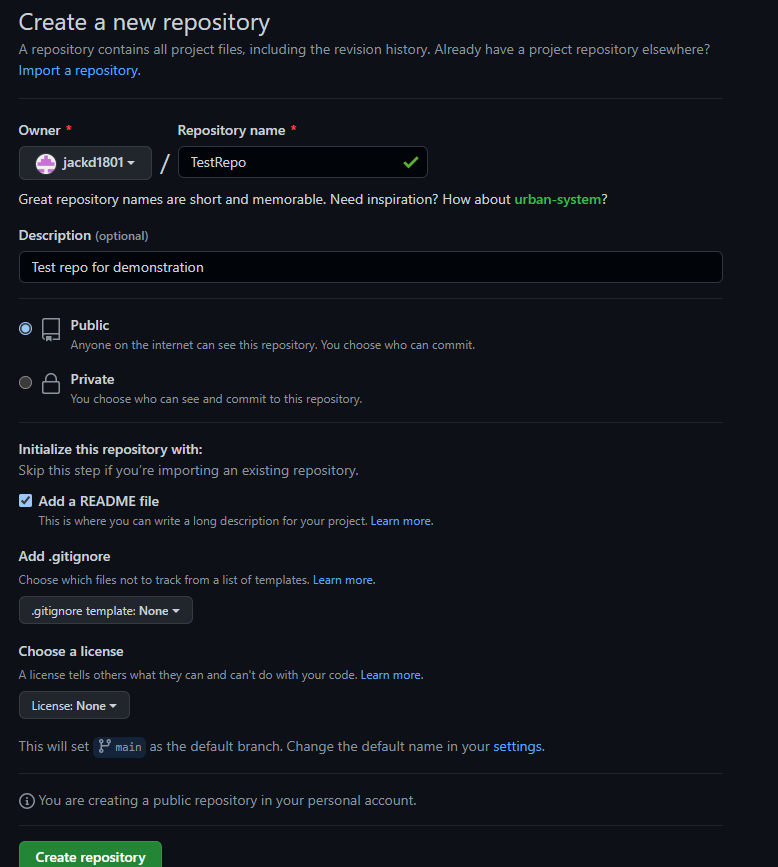 Create a new repository
A repository contains all project files, including the revision history. Already have a project repository elsewhere?
Import a repository.
Owner * Repository name *
jackd1801 / TestRepo
Great repository names are short and memorable. Need inspiration? How about urban-system?
Description (optional)
Test repo for demonstration
Public
Anyone on the internet can see this repository. You choose who can commit.
Private
You choose who can see and commit to this repository.
Initialize this repository with:
Skip this step if you're importing an existing repository.
Add a README file
This is where you can write a long description for your project. Learn more.
Add .gitignore
Choose which files not to track from a list of templates. Learn more.
.gitignore template: None
Choose a license
A license tells others what they can and can't do with your code. Learn more.
License: None
This will set main as the default branch. Change the default name in your settings.
You are creating a public repository in your personal account.
Create repository